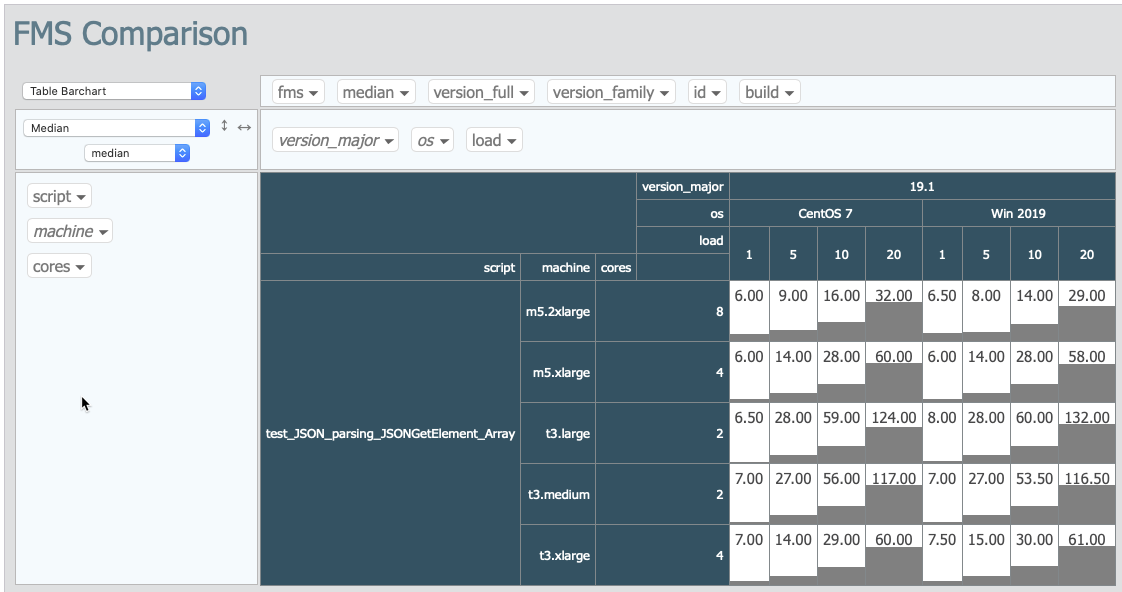 FMS Comparison
Table Barchart
fms median version_full version_family id build
Median
median
version_major os load
script
machine
cores
version_major 19.1
os CentOS 7 Win 2019
load
1 5 10 20 1 5 10 20
script machine cores
test_JSON_parsing_JSONGetElement_Array
m5.2xlarge 8 6.00 9.00 16.00 32.00 6.50 8.00 14.00 29.00
m5.xlarge 4 6.00 14.00 28.00 60.00 6.00 14.00 28.00 58.00
t3.large 2 6.50 28.00 59.00 124.00 8.00 28.00 60.00 132.00
t3.medium 2 7.00 27.00 56.00 117.00 7.00 27.00 53.50 116.50
t3.xlarge 4 7.00 14.00 29.00 60.00 7.50 15.00 30.00 61.00